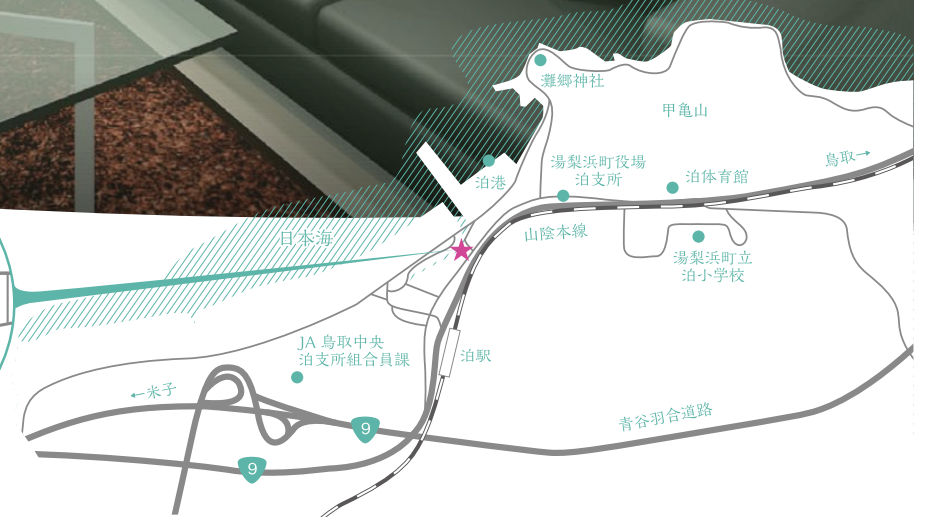 灘郷神社
甲亀山
鳥取→
湯梨浜町役場
泊支所
泊体育館
泊港
山陰本線
日本海
湯梨浜町立
泊小学校
JA 鳥取中央
泊支所組合員課
泊駅
←米子
青谷羽合道路
9
9